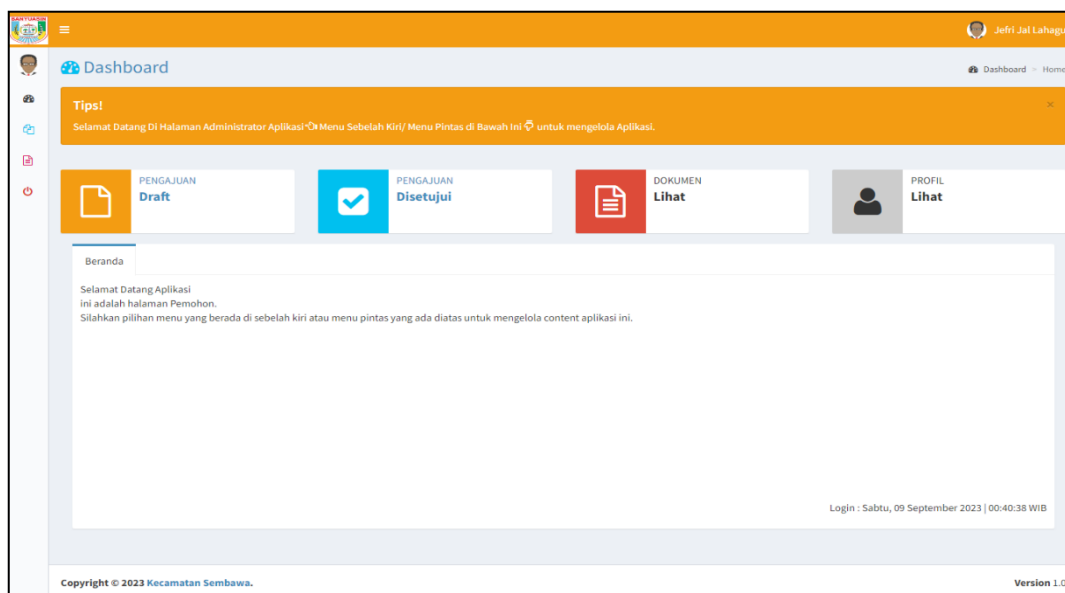 BANYUASIN
Jefri Jal Lahagu
Dashboard
Dashboard > Home
Tips!
Selamat Datang Di Halaman Administrator Aplikasi Menu Sebelah Kiri/ Menu Pintas di Bawah Ini untuk mengelola Aplikasi.
PENGAJUAN
Draft
PENGAJUAN
Disetujui
DOKUMEN
Lihat
PROFIL
Lihat
Beranda
Selamat Datang Aplikasi
ini adalah halaman Pemohon.
Silahkan pilihan menu yang berada di sebelah kiri atau menu pintas yang ada diatas untuk mengelola content aplikasi ini.
Login : Sabtu, 09 September 2023 | 00:40:38 WIB
Copyright © 2023 Kecamatan Sembawa.
Version 1.0